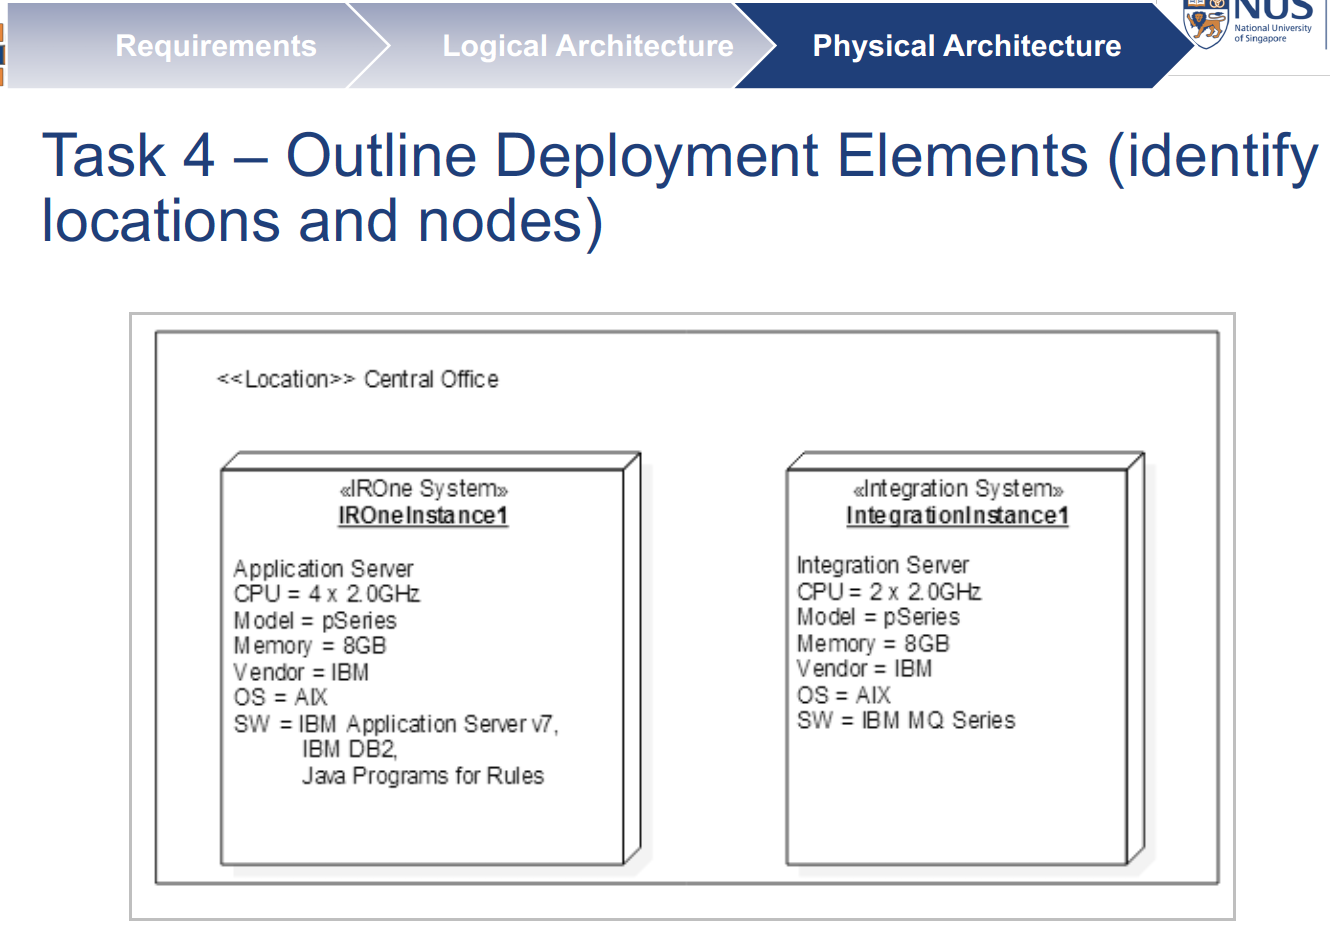 Requirements
Logical Architecture
Physical Architecture
NUS
National University
of Singapore
Task 4 – Outline Deployment Elements (identify
locations and nodes)
<<Location>> Central Office
«IROne System»
IROneInstance1
Application Server
CPU = 4 x 2.0GHz
Model = pSeries
Memory = 8GB
Vendor = IBM
OS = AIX
SW = IBM Application Server v7,
IBM DB2,
Java Programs for Rules
«Integration System»
IntegrationInstance1
Integration Server
CPU = 2 x 2.0GHz
Model = pSeries
Memory = 8GB
Vendor = IBM
OS = AIX
SW = IBM MQ Series